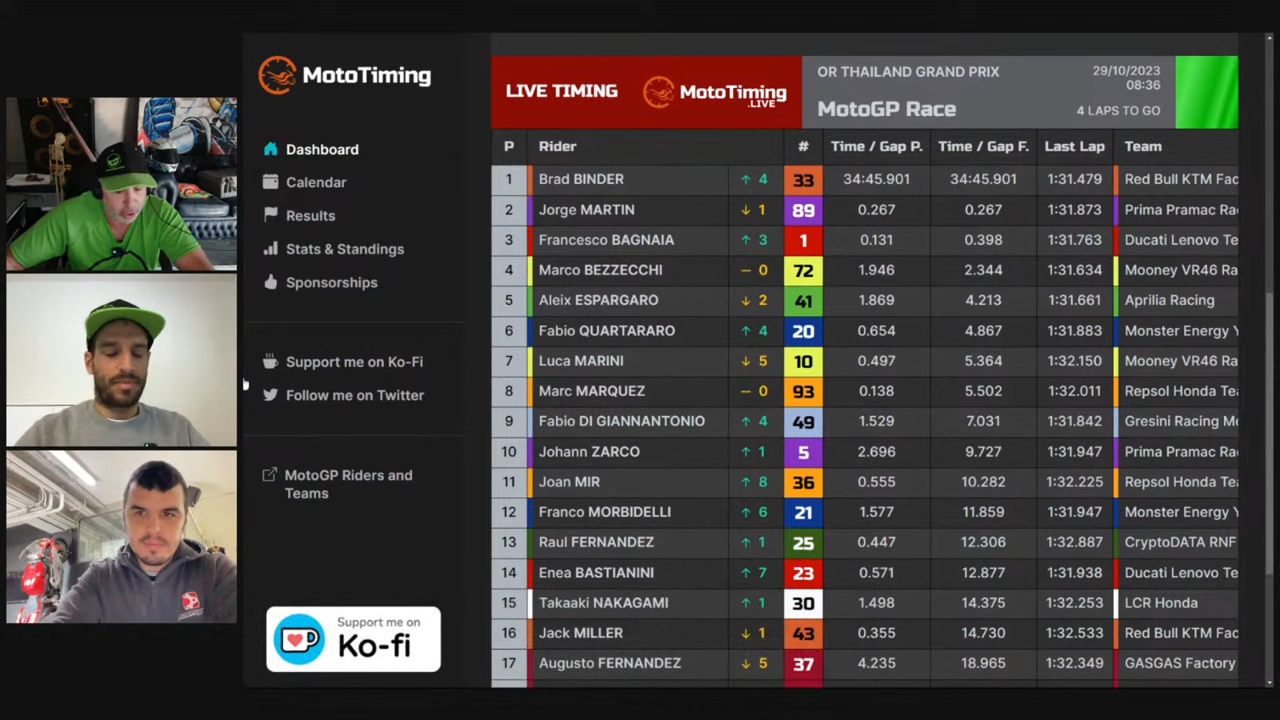 MotoTiming
Dashboard
Calendar
Results
Stats & Standings
Sponsorships
Support me on Ko-Fi
Follow me on Twitter
MotoGP Riders and
Teams
Support me on
Ko-fi
LIVE TIMING
MotoTiming
.LIVE
OR THAILAND GRAND PRIX
MotoGP Race
29/10/2023
08:36
4 LAPS TO GO
P Rider # Time / Gap P. Time / Gap F. Last Lap Team
1 Brad BINDER ↑ 4 33 34:45.901 34:45.901 1:31.479 Red Bull KTM Fac
2 Jorge MARTIN ↓ 1 89 0.267 0.267 1:31.873 Prima Pramac Ra
3 Francesco BAGNAIA ↑ 3 1 0.131 0.398 1:31.763 Ducati Lenovo Te
4 Marco BEZZECCHI – 0 72 1.946 2.344 1:31.634 Mooney VR46 Ra
5 Aleix ESPARGARO ↓ 2 41 1.869 4.213 1:31.661 Aprilia Racing
6 Fabio QUARTARARO ↑ 4 20 0.654 4.867 1:31.883 Monster Energy Y
7 Luca MARINI ↓ 5 10 0.497 5.364 1:32.150 Mooney VR46 Ra
8 Marc MARQUEZ – 0 93 0.138 5.502 1:32.011 Repsol Honda Te
9 Fabio DI GIANNANTONIO ↑ 4 49 1.529 7.031 1:31.842 Gresini Racing Mo
10 Johann ZARCO ↑ 1 5 2.696 9.727 1:31.947 Prima Pramac Ra
11 Joan MIR ↑ 8 36 0.555 10.282 1:32.225 Repsol Honda Te
12 Franco MORBIDELLI ↑ 6 21 1.577 11.859 1:31.947 Monster Energy Y
13 Raul FERNANDEZ ↑ 1 25 0.447 12.306 1:32.887 CryptoDATA RNF
14 Enea BASTIANINI ↑ 7 23 0.571 12.877 1:31.938 Ducati Lenovo Te
15 Takaaki NAKAGAMI ↑ 1 30 1.498 14.375 1:32.253 LCR Honda
16 Jack MILLER ↓ 1 43 0.355 14.730 1:32.533 Red Bull KTM Fac
17 Augusto FERNANDEZ ↓ 5 37 4.235 18.965 1:32.349 GASGAS Factory